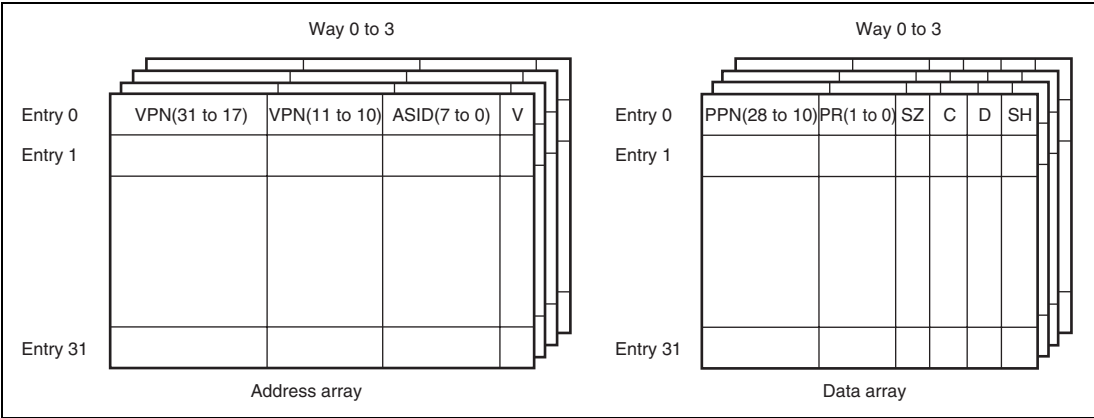 Way 0 to 3
Way 0 to 3
Entry 0
VPN(31 to 17)
VPN(11 to 10)
ASID(7 to 0)
V
Entry 1
Entry 31
Address array
Entry 0
PPN(28 to 10)
PR(1 to 0)
SZ
C
D
SH
Entry 1
Entry 31
Data array